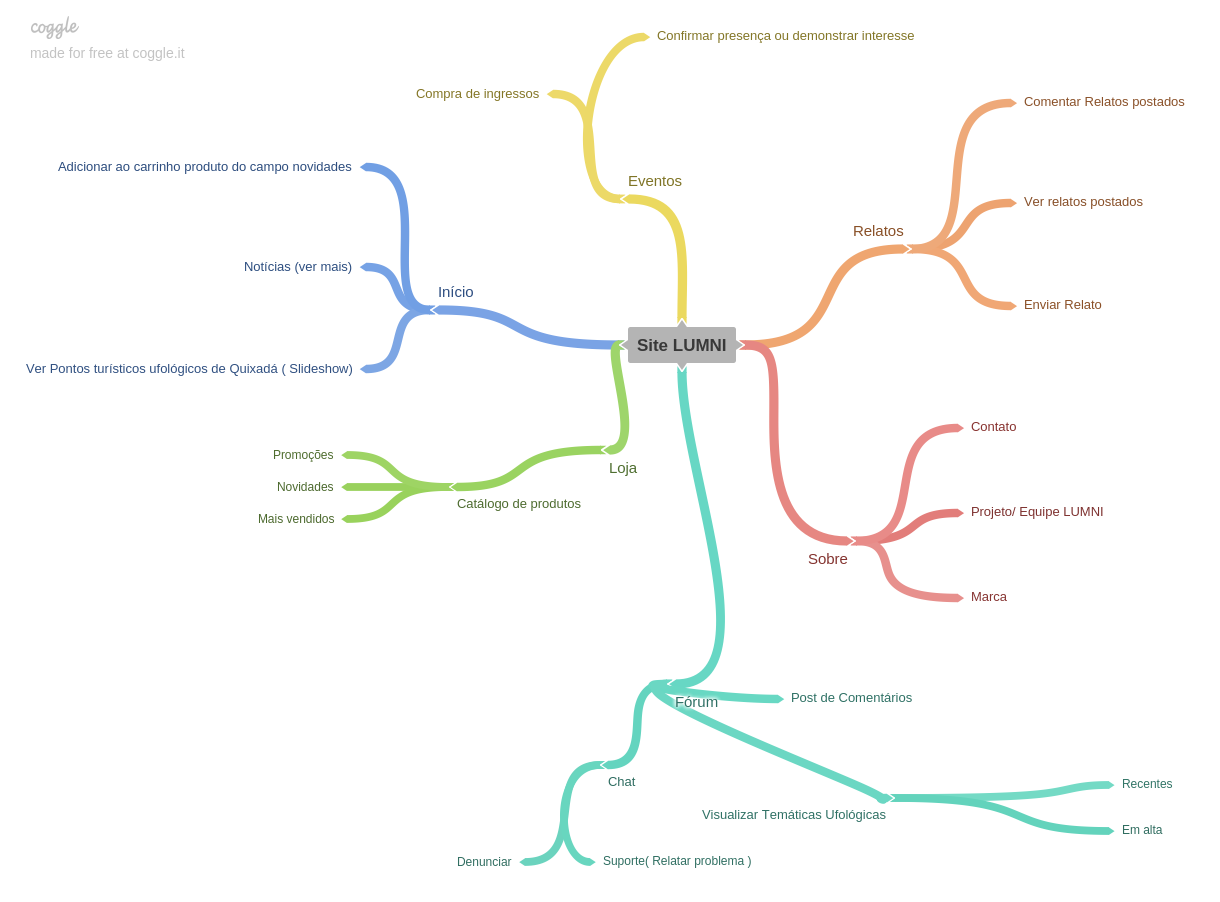 coggle
made for free at coggle.it
Confirmar presença ou demonstrar interesse
Compra de ingressos
Eventos
Comentar Relatos postados
Ver relatos postados
Relatos
Enviar Relato
Adicionar ao carrinho produto do campo novidades
Notícias (ver mais)
Início
Ver Pontos turísticos ufológicos de Quixadá ( Slideshow)
Site LUMNI
Promoções
Novidades
Mais vendidos
Catálogo de produtos
Loja
Contato
Projeto/ Equipe LUMNI
Sobre
Marca
Fórum
Post de Comentários
Chat
Visualizar Temáticas Ufológicas
Recentes
Em alta
Denunciar
Suporte( Relatar problema )